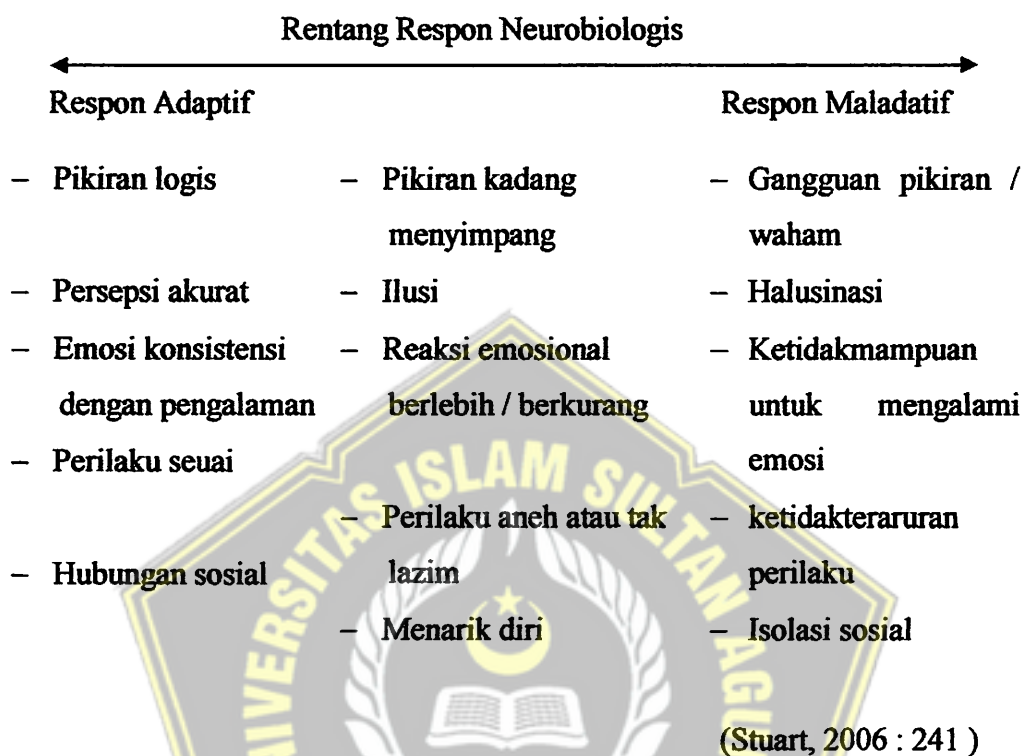 Rentang Respon Neurobiologis
Respon Adaptif Respon Maladatif
– Pikiran logis – Pikiran kadang – Gangguan pikiran /
menyimpang waham
– Persepsi akurat – Ilusi – Halusinasi
– Emosi konsistensi – Reaksi emosional – Ketidakmampuan
dengan pengalaman berlebih / berkurang untuk mengalami
– Perilaku seuai emosi
– Perilaku aneh atau tak – ketidakteraruran
– Hubungan sosial lazim perilaku
– Menarik diri – Isolasi sosial
(Stuart, 2006 : 241 )
UNIVERSITAS ISLAM SULTAN AGU